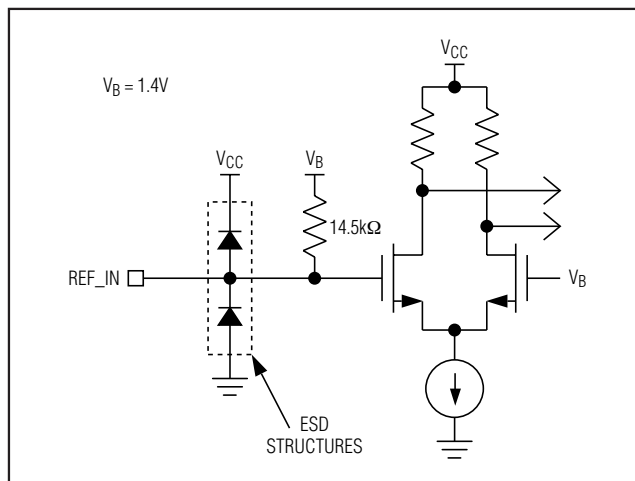 V_B = 1.4V
V_CC
V_CC
V_B
14.5kΩ
REF_IN
V_B
ESD
STRUCTURES